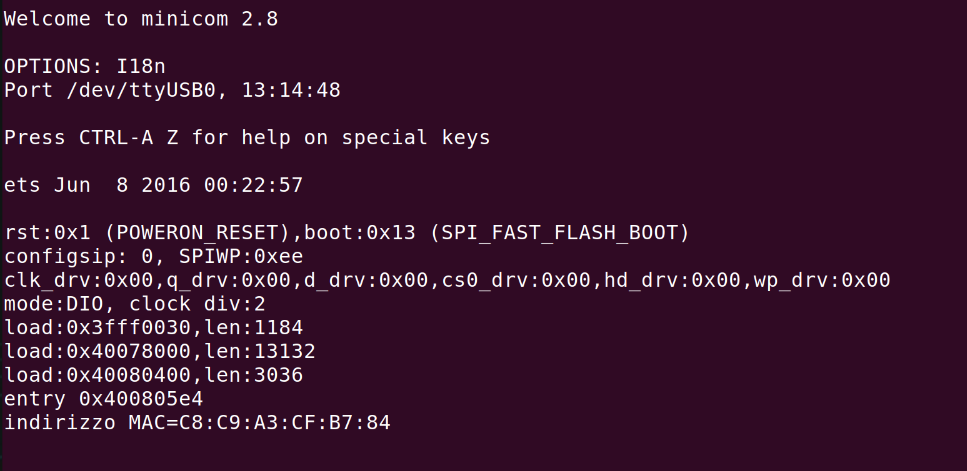 Welcome to minicom 2.8
OPTIONS: I18n
Port /dev/ttyUSB0, 13:14:48
Press CTRL-A Z for help on special keys
ets Jun  8 2016 00:22:57
rst:0x1 (POWERON_RESET),boot:0x13 (SPI_FAST_FLASH_BOOT)
configsip: 0, SPIWP:0xee
clk_drv:0x00,q_drv:0x00,d_drv:0x00,cs0_drv:0x00,hd_drv:0x00,wp_drv:0x00
mode:DIO, clock div:2
load:0x3fff0030,len:1184
load:0x40078000,len:13132
load:0x40080400,len:3036
entry 0x400805e4
indirizzo MAC=C8:C9:A3:CF:B7:84